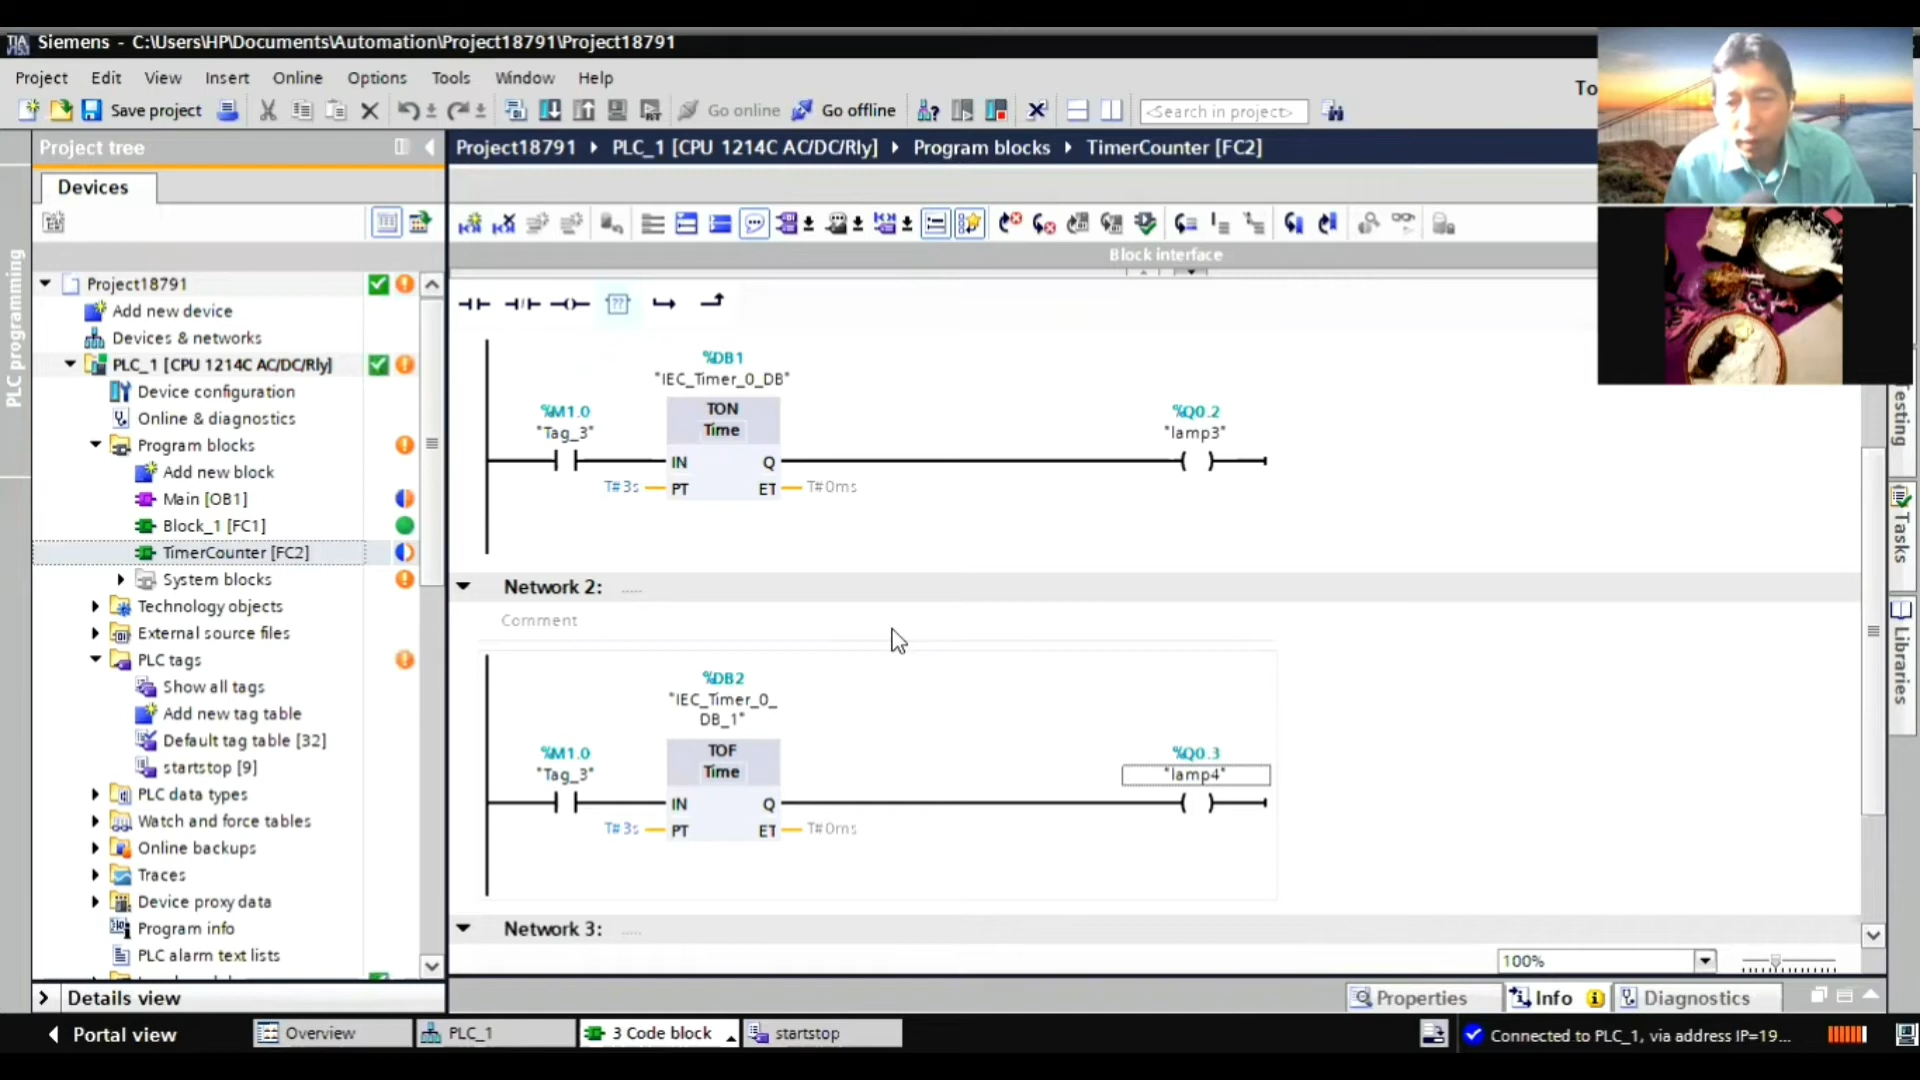 Siemens - C:\Users\HP\Documents\Automation\Project18791\Project18791
Project Edit View Insert Online Options Tools Window Help
To
Save project
Go online
Go offline
<Search in project>
Project tree
Project18791 ▸ PLC_1 [CPU 1214C AC/DC/Rly] ▸ Program blocks ▸ TimerCounter [FC2]
Devices
PLC programming
Block interface
Project18791
Add new device
Devices & networks
PLC_1 [CPU 1214C AC/DC/Rly]
Device configuration
Online & diagnostics
Program blocks
Add new block
Main [OB1]
Block_1 [FC1]
TimerCounter [FC2]
System blocks
Technology objects
External source files
PLC tags
Show all tags
Add new tag table
Default tag table [32]
startstop [9]
PLC data types
Watch and force tables
Online backups
Traces
Device proxy data
Program info
PLC alarm text lists
Details view
??
%DB1
"IEC_Timer_0_DB"
TON
Time
%M1.0
"Tag_3"
%Q0.2
"lamp3"
IN Q
T#3s PT ET T#0ms
Network 2: .....
Comment
%DB2
"IEC_Timer_0_
DB_1"
TOF
Time
%M1.0
"Tag_3"
%Q0.3
"lamp4"
IN Q
T#3s PT ET T#0ms
Network 3: .....
100%
Testing
Tasks
Libraries
Properties
Info
Diagnostics
Portal view
Overview
PLC_1
3 Code block
startstop
Connected to PLC_1, via address IP=19...